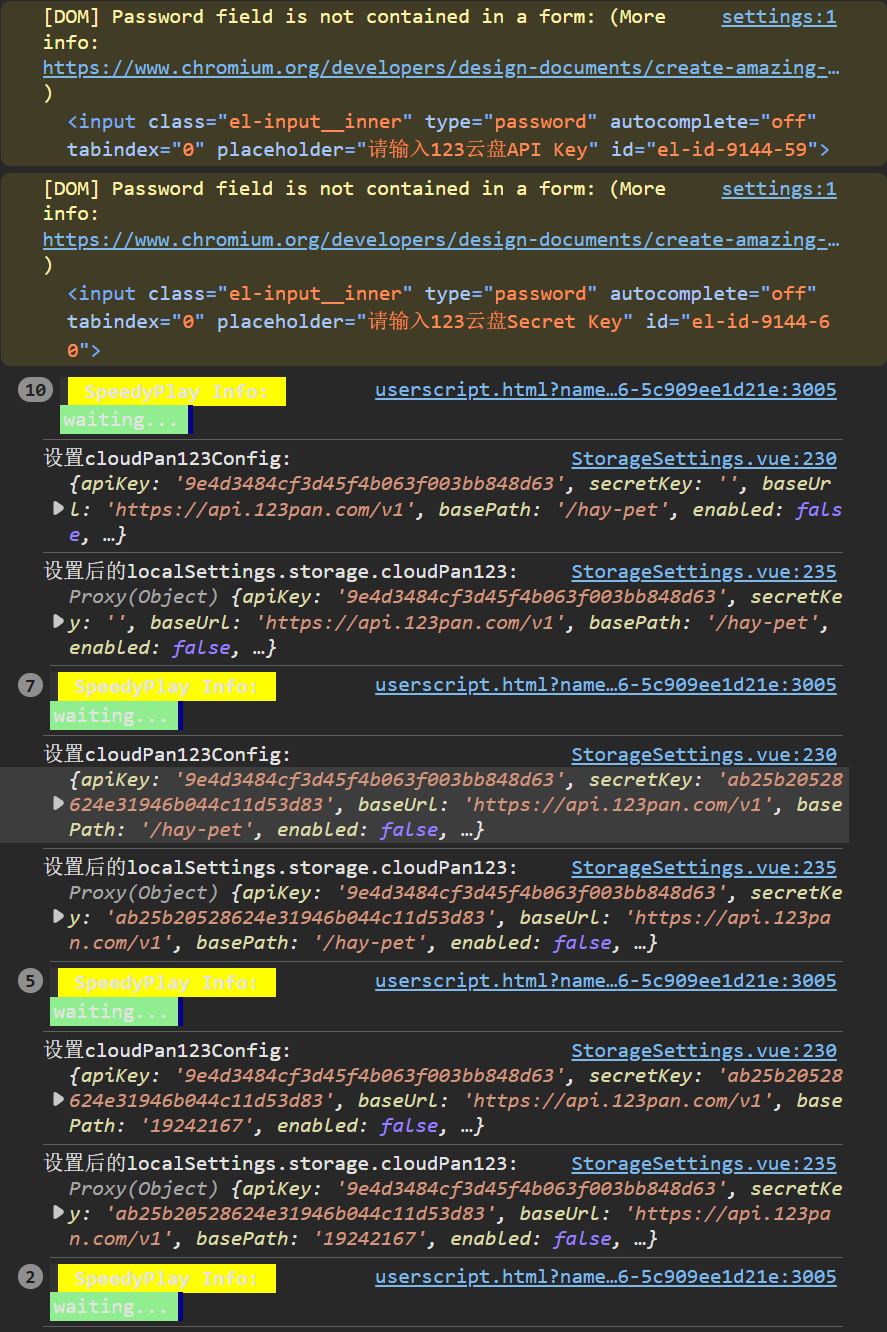 [DOM] Password field is not contained in a form: (More settings:1
info:
https://www.chromium.org/developers/design-documents/create-amazing-…
)
<input class="el-input__inner" type="password" autocomplete="off"
tabindex="0" placeholder="请输入123云盘API Key" id="el-id-9144-59">
[DOM] Password field is not contained in a form: (More settings:1
info:
https://www.chromium.org/developers/design-documents/create-amazing-…
)
<input class="el-input__inner" type="password" autocomplete="off"
tabindex="0" placeholder="请输入123云盘Secret Key" id="el-id-9144-6
0">
10 SpeedyPlay Info: userscript.html?name…6-5c909ee1d21e:3005
waiting...
设置cloudPan123Config: StorageSettings.vue:230
{apiKey: '9e4d3484cf3d45f4b063f003bb848d63', secretKey: '', baseUr
l: 'https://api.123pan.com/v1', basePath: '/hay-pet', enabled: fals
e, …}
设置后的localSettings.storage.cloudPan123: StorageSettings.vue:235
Proxy(Object) {apiKey: '9e4d3484cf3d45f4b063f003bb848d63', secretKe
y: '', baseUrl: 'https://api.123pan.com/v1', basePath: '/hay-pet',
enabled: false, …}
7 SpeedyPlay Info: userscript.html?name…6-5c909ee1d21e:3005
waiting...
设置cloudPan123Config: StorageSettings.vue:230
{apiKey: '9e4d3484cf3d45f4b063f003bb848d63', secretKey: 'ab25b20528
624e31946b044c11d53d83', baseUrl: 'https://api.123pan.com/v1', base
Path: '/hay-pet', enabled: false, …}
设置后的localSettings.storage.cloudPan123: StorageSettings.vue:235
Proxy(Object) {apiKey: '9e4d3484cf3d45f4b063f003bb848d63', secretKe
y: 'ab25b20528624e31946b044c11d53d83', baseUrl: 'https://api.123pa
n.com/v1', basePath: '/hay-pet', enabled: false, …}
5 SpeedyPlay Info: userscript.html?name…6-5c909ee1d21e:3005
waiting...
设置cloudPan123Config: StorageSettings.vue:230
{apiKey: '9e4d3484cf3d45f4b063f003bb848d63', secretKey: 'ab25b20528
624e31946b044c11d53d83', baseUrl: 'https://api.123pan.com/v1', base
Path: '19242167', enabled: false, …}
设置后的localSettings.storage.cloudPan123: StorageSettings.vue:235
Proxy(Object) {apiKey: '9e4d3484cf3d45f4b063f003bb848d63', secretKe
y: 'ab25b20528624e31946b044c11d53d83', baseUrl: 'https://api.123pa
n.com/v1', basePath: '19242167', enabled: false, …}
2 SpeedyPlay Info: userscript.html?name…6-5c909ee1d21e:3005
waiting...